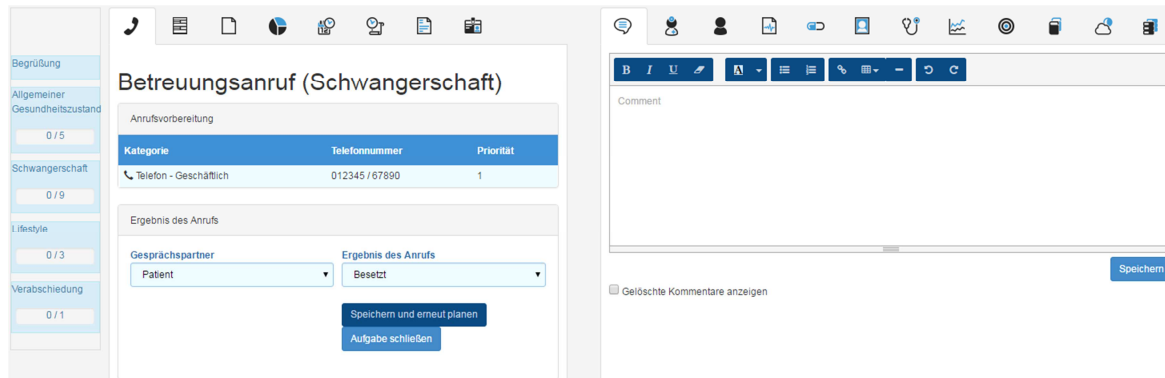 Begrüßung
Allgemeiner
Gesundheitszustand
0 / 5
Schwangerschaft
0 / 9
Lifestyle
0 / 3
Verabschiedung
0 / 1
Betreuungsanruf (Schwangerschaft)
Anrufsvorbereitung
Kategorie Telefonnummer Priorität
Telefon - Geschäftlich 012345 / 67890 1
Ergebnis des Anrufs
Gesprächspartner Ergebnis des Anrufs
Patient Besetzt
Speichern und erneut planen
Aufgabe schließen
B I U A
Comment
Speichern
Gelöschte Kommentare anzeigen